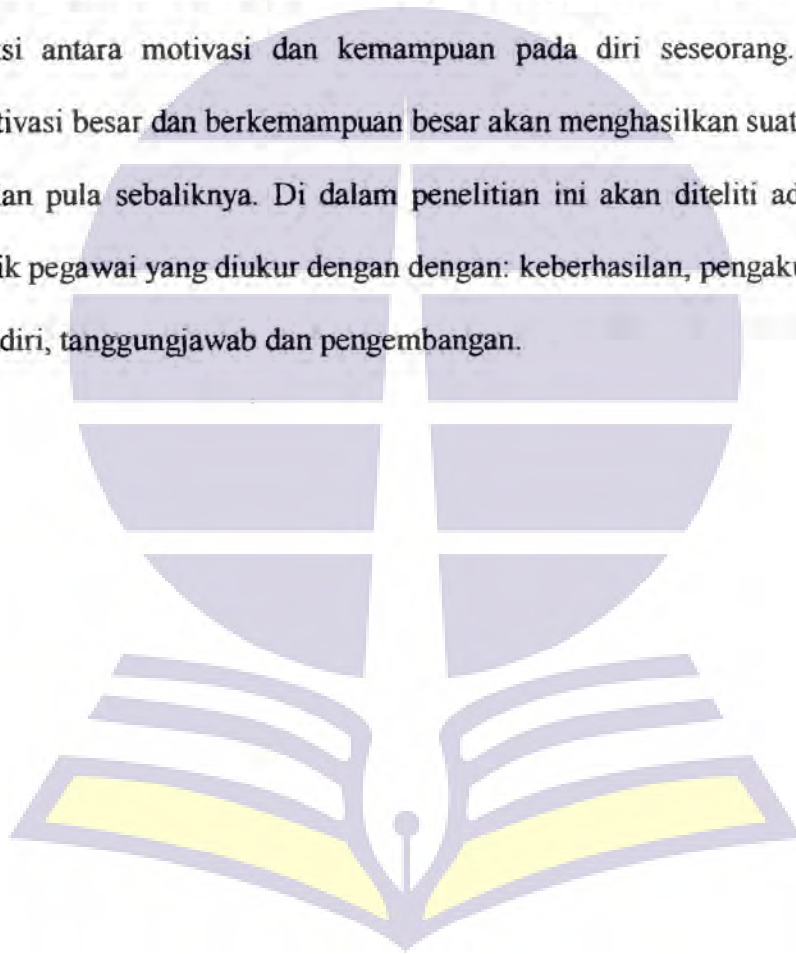 si antara motivasi dan kemampuan pada diri seseorang.
tivasi besar dan berkemampuan besar akan menghasilkan suat
an pula sebaliknya. Di dalam penelitian ini akan diteliti ad
ik pegawai yang diukur dengan dengan: keberhasilan, pengaku
diri, tanggungjawab dan pengembangan.